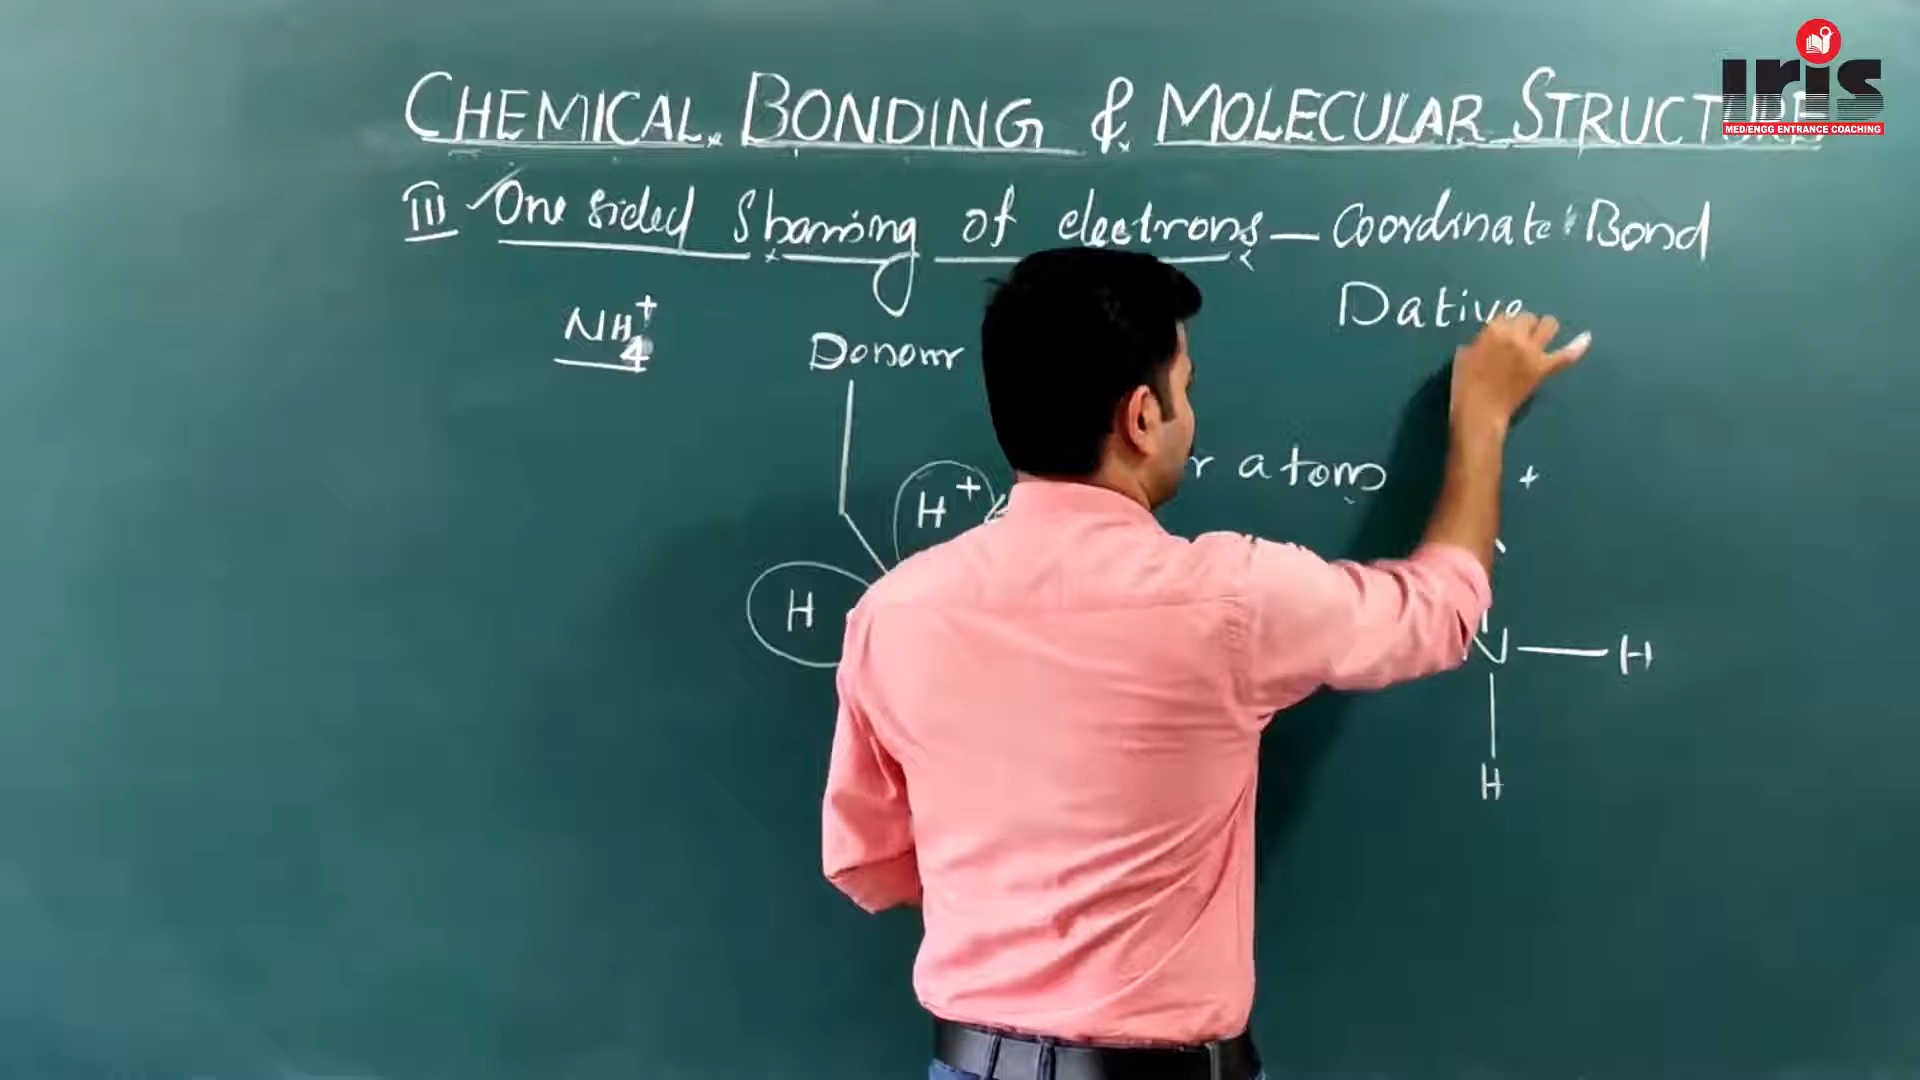 CHEMICAL BONDING & MOLECULAR STRUCTURE
III One sided Sharing of electrons — Coordinate Bond
Dative
NH4+
Donour
r atom
+
H+
H
N — H
H
Iris
MED/ENGG ENTRANCE COACHING